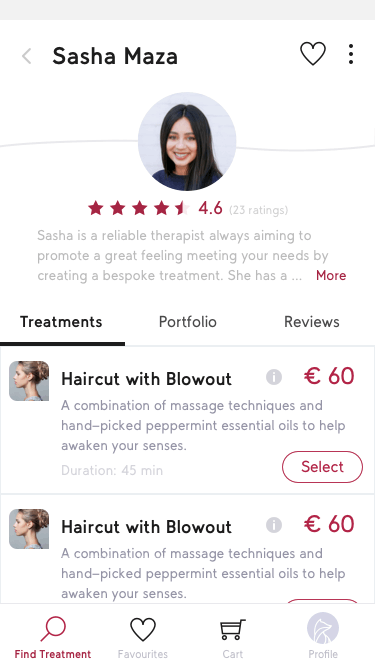 Sasha Maza
4.6 (23 ratings)
Sasha is a reliable therapist always aiming to
promote a great feeling meeting your needs by
creating a bespoke treatment. She has a ... More
Treatments Portfolio Reviews
Haircut with Blowout € 60
A combination of massage techniques and
hand–picked peppermint essential oils to help
awaken your senses.
Duration: 45 min
Select
Haircut with Blowout € 60
A combination of massage techniques and
hand–picked peppermint essential oils to help
awaken your senses.
Find Treatment Favourites Cart Profile